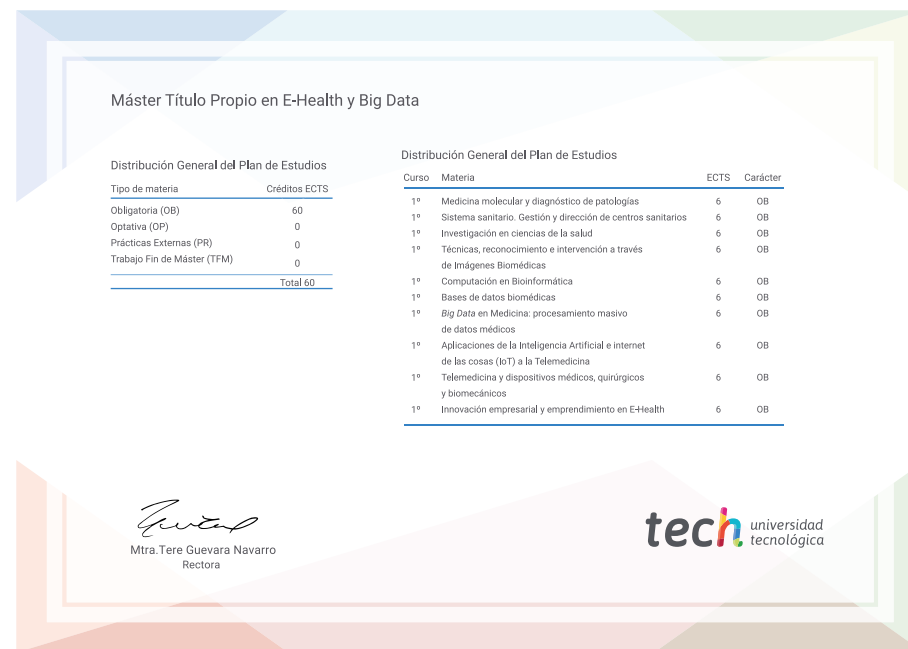 Máster Título Propio en E-Health y Big Data
Distribución General del Plan de Estudios
Tipo de materia Créditos ECTS
Obligatoria (OB) 60
Optativa (OP) 0
Prácticas Externas (PR) 0
Trabajo Fin de Máster (TFM) 0
Total 60
Distribución General del Plan de Estudios
Curso Materia ECTS Carácter
1º Medicina molecular y diagnóstico de patologías 6 OB
1º Sistema sanitario. Gestión y dirección de centros sanitarios 6 OB
1º Investigación en ciencias de la salud 6 OB
1º Técnicas, reconocimiento e intervención a través 6 OB
de Imágenes Biomédicas
1º Computación en Bioinformática 6 OB
1º Bases de datos biomédicas 6 OB
1º Big Data en Medicina: procesamiento masivo 6 OB
de datos médicos
1º Aplicaciones de la Inteligencia Artificial e internet 6 OB
de las cosas (IoT) a la Telemedicina
1º Telemedicina y dispositivos médicos, quirúrgicos 6 OB
y biomecánicos
1º Innovación empresarial y emprendimiento en E-Health 6 OB
Mtra.Tere Guevara Navarro
Rectora
tech universidad
tecnológica